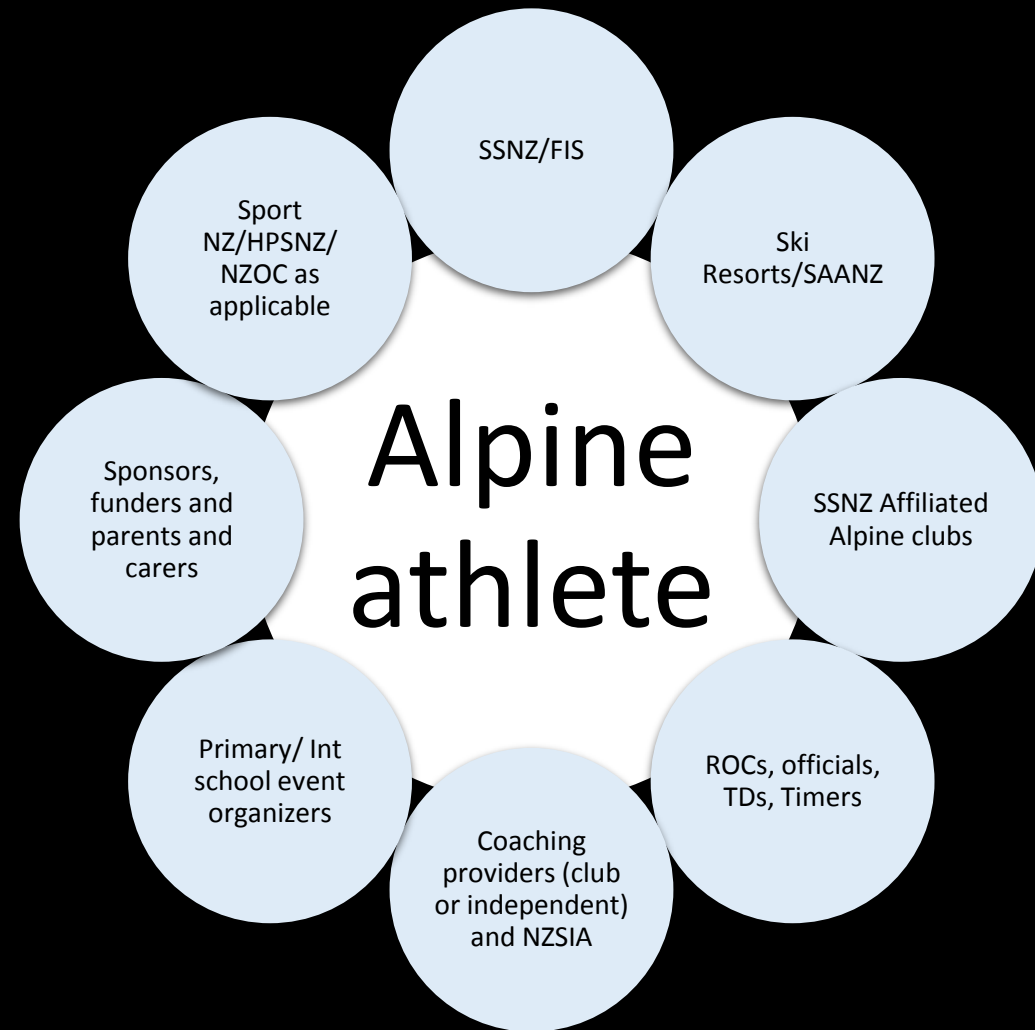 SSNZ/FIS
Ski
Resorts/SAANZ
SSNZ Affiliated
Alpine clubs
ROCs, officials,
TDs, Timers
Coaching
providers (club
or independent)
and NZSIA
Primary/ Int
school event
organizers
Sponsors,
funders and
parents and
carers
Sport
NZ/HPSNZ/
NZOC as
applicable
Alpine
athlete